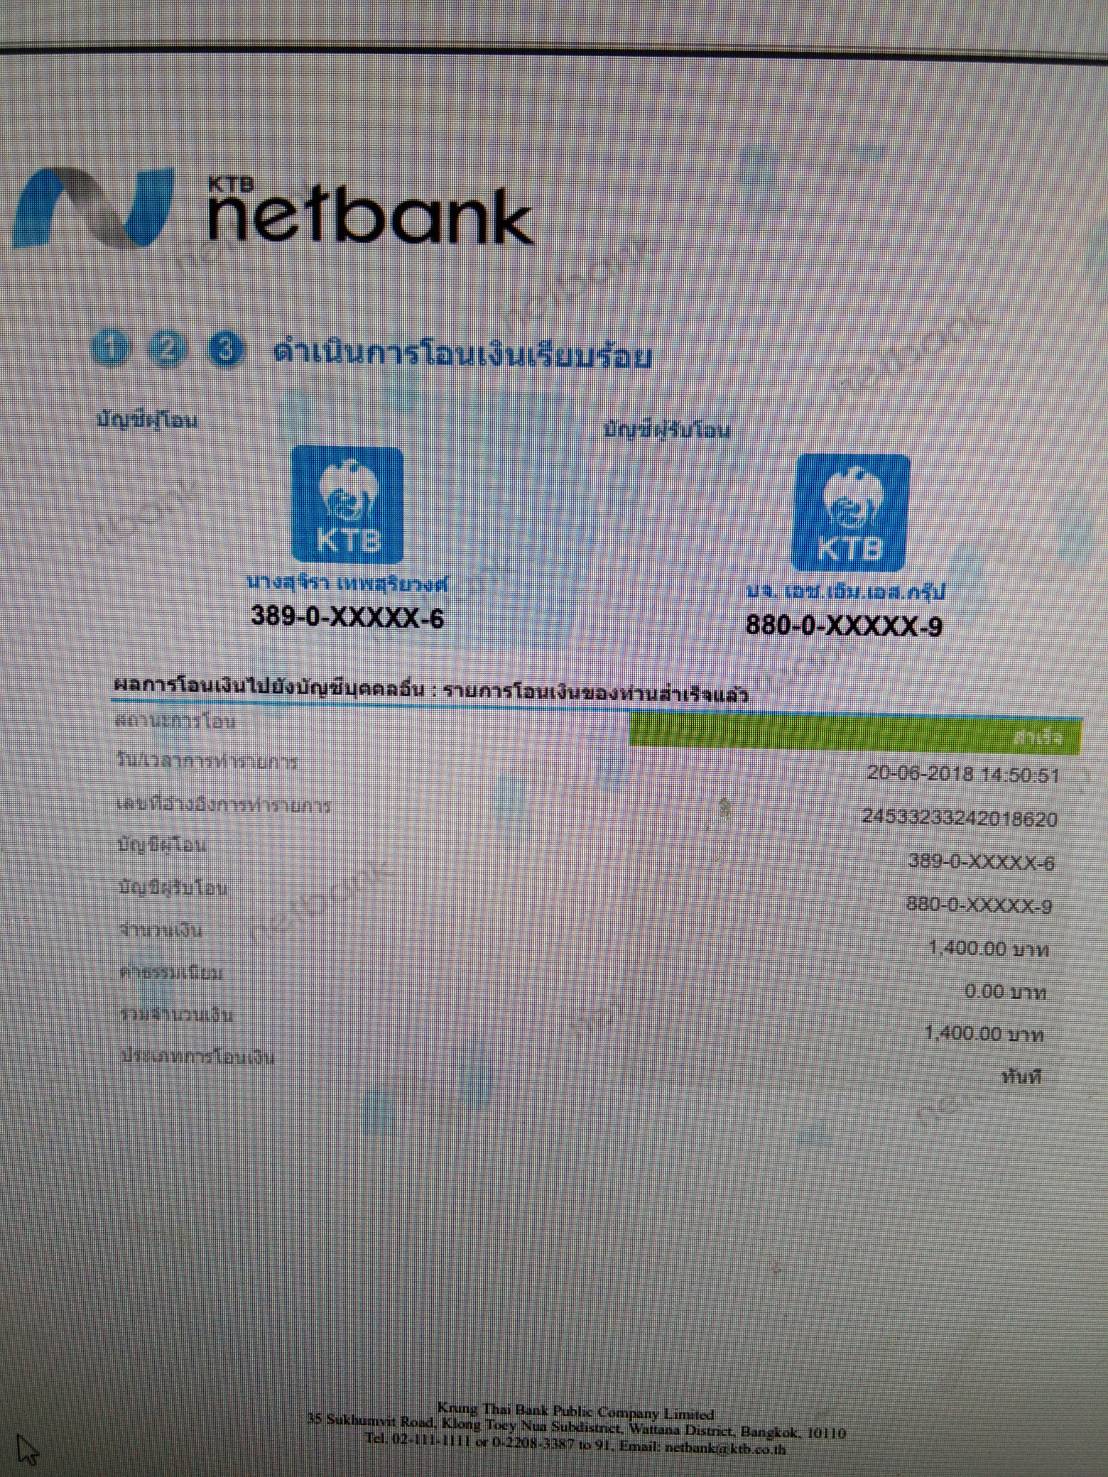 KTB
netbank
1 2 3 ดำเนินการโอนเงินเรียบร้อย
บัญชีผู้โอน
บัญชีผู้รับโอน
KTB
KTB
นางสุจิรา เทพสุริยวงศ์
บจ. เอช.เอ็ม.เอส.กรุ๊ป
389-0-XXXXX-6
880-0-XXXXX-9
ผลการโอนเงินไปยังบัญชีบุคคลอื่น : รายการโอนเงินของท่านสำเร็จแล้ว
สถานะการโอน สำเร็จ
วัน/เวลาการทำรายการ 20-06-2018 14:50:51
เลขที่อ้างอิงการทำรายการ 24533233242018620
บัญชีผู้โอน 389-0-XXXXX-6
บัญชีผู้รับโอน 880-0-XXXXX-9
จำนวนเงิน 1,400.00 บาท
ค่าธรรมเนียม 0.00 บาท
รวมจำนวนเงิน 1,400.00 บาท
ประเภทการโอนเงิน ทันที
Krung Thai Bank Public Company Limited
35 Sukhumvit Road, Klong Toey Nua Subdistrict, Wattana District, Bangkok, 10110
Tel. 02-111-1111 or 0-2208-3387 to 91, Email: netbank@ktb.co.th